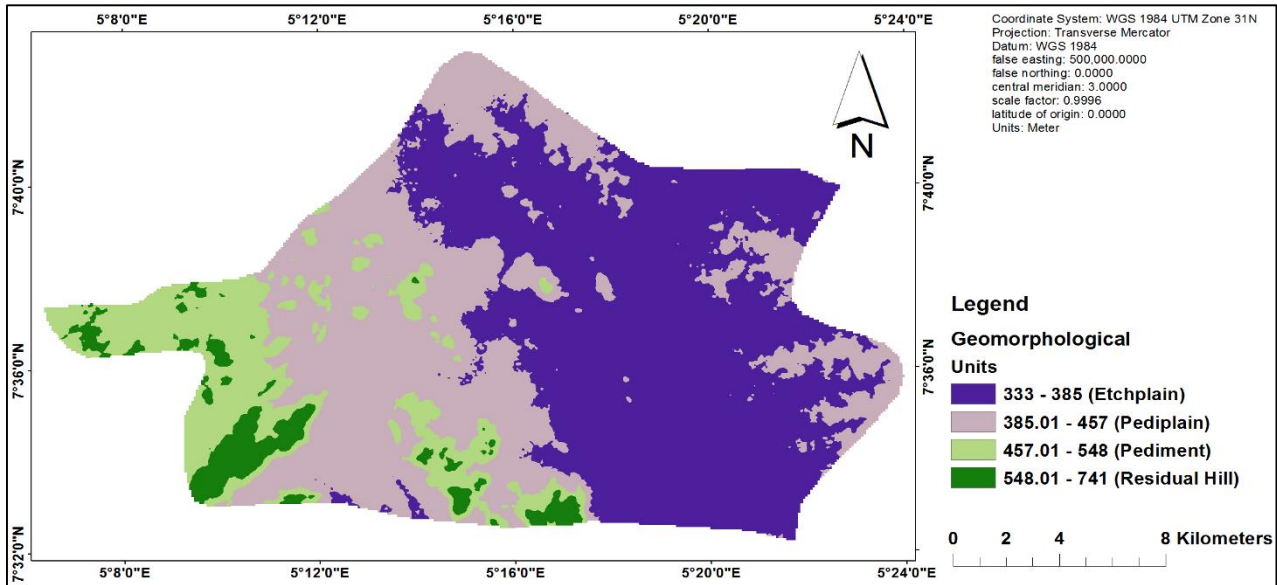 5°8'0"E 5°12'0"E 5°16'0"E 5°20'0"E 5°24'0"E
Coordinate System: WGS 1984 UTM Zone 31N
Projection: Transverse Mercator
Datum: WGS 1984
false easting: 500,000.0000
false northing: 0.0000
central meridian: 3.0000
scale factor: 0.9996
latitude of origin: 0.0000
Units: Meter
N
7°40'0"N 7°40'0"N
7°36'0"N 7°36'0"N
7°32'0"N 7°32'0"N
Legend
Geomorphological
Units
333 - 385 (Etchplain)
385.01 - 457 (Pediplain)
457.01 - 548 (Pediment)
548.01 - 741 (Residual Hill)
0 2 4 8 Kilometers
5°8'0"E 5°12'0"E 5°16'0"E 5°20'0"E 5°24'0"E